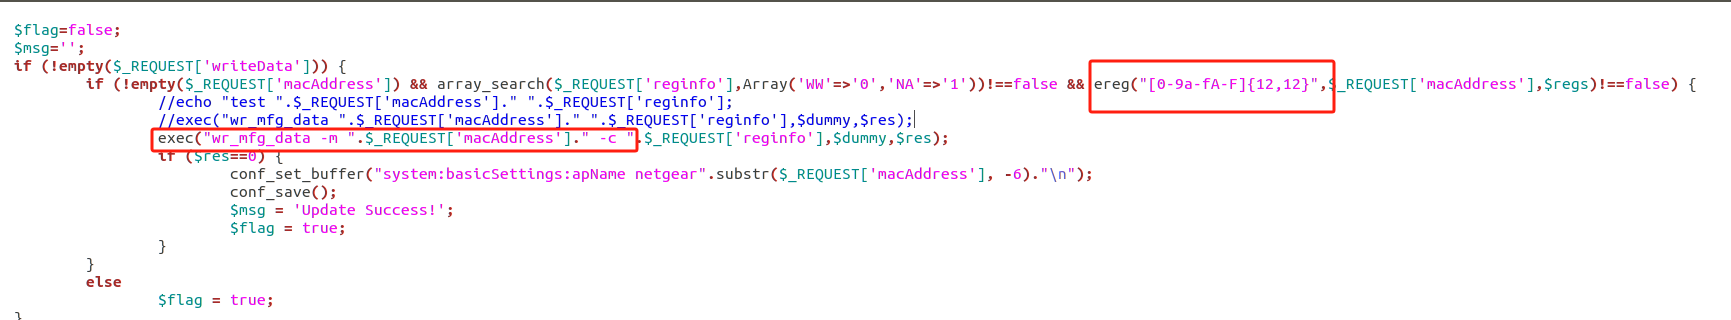 $flag=false;
$msg='';
if (!empty($_REQUEST['writeData'])) {
if (!empty($_REQUEST['macAddress']) && array_search($_REQUEST['reginfo'],Array('WW'=>'0','NA'=>'1'))!==false && ereg("[0-9a-fA-F]{12,12}",$_REQUEST['macAddress'],$regs)!==false) {
//echo "test ".$_REQUEST['macAddress']." ".$_REQUEST['reginfo'];
//exec("wr_mfg_data ".$_REQUEST['macAddress']." ".$_REQUEST['reginfo'],$dummy,$res);
exec("wr_mfg_data -m ".$_REQUEST['macAddress']." -c ".$_REQUEST['reginfo'],$dummy,$res);
if ($res==0) {
conf_set_buffer("system:basicSettings:apName netgear".substr($_REQUEST['macAddress'], -6)."\n");
conf_save();
$msg = 'Update Success!';
$flag = true;
}
}
else
$flag = true;
}